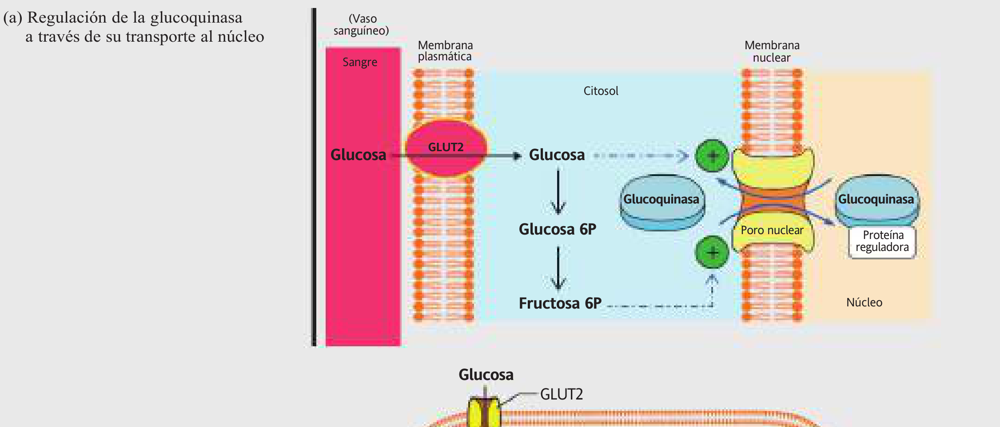 (a) Regulación de la glucoquinasa
a través de su transporte al núcleo
(Vaso
sanguíneo)
Sangre
Membrana
plasmática
Membrana
nuclear
Citosol
Glucosa
GLUT2
Glucosa
+
Glucoquinasa
Glucoquinasa
Glucosa 6P
Poro nuclear
Proteína
reguladora
+
Fructosa 6P
Núcleo
Glucosa
GLUT2